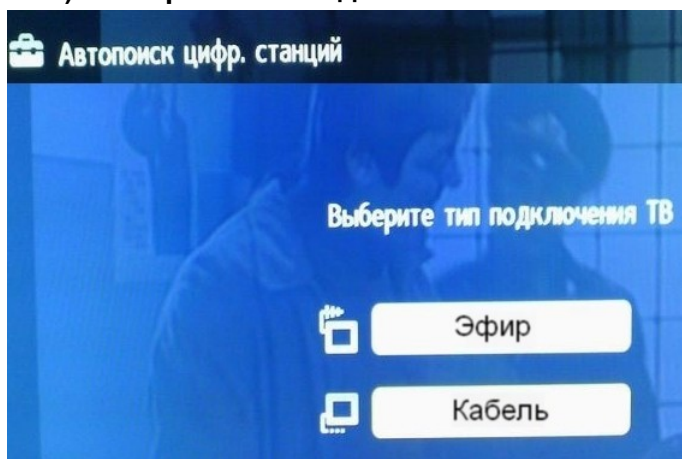 Автопоиск цифр. станций
Выберите тип подключения ТВ
Эфир
Кабель